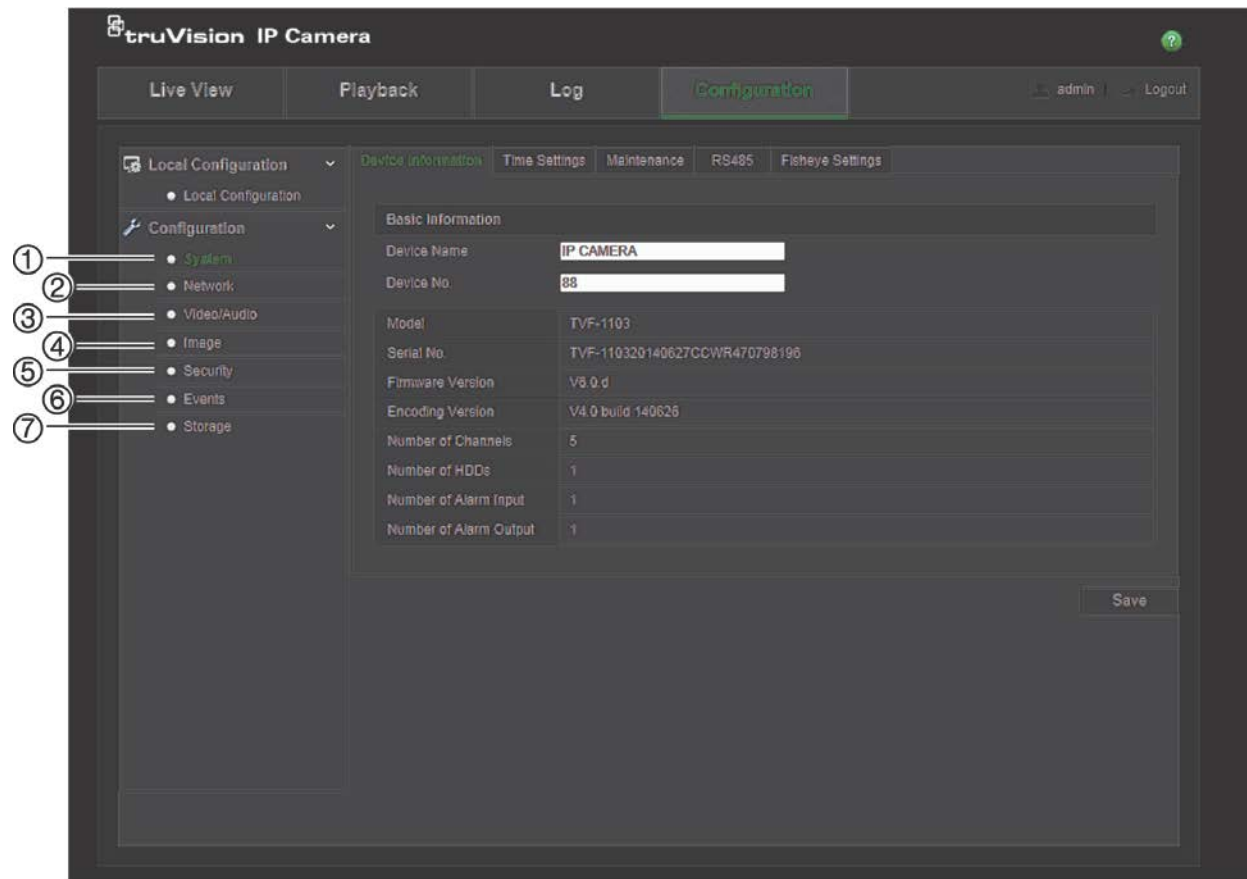 truVision IP Camera
?
Live View Playback Log Configuration admin Logout
Local Configuration
Local Configuration
Configuration
① System
② Network
③ Video/Audio
④ Image
⑤ Security
⑥ Events
⑦ Storage
Device Information Time Settings Maintenance RS485 Fisheye Settings
Basic Information
Device Name IP CAMERA
Device No. 88
Model TVF-1103
Serial No. TVF-110320140627CCWR470798196
Firmware Version V6.0.d
Encoding Version V4.0 build 140626
Number of Channels 5
Number of HDDs 1
Number of Alarm Input 1
Number of Alarm Output 1
Save